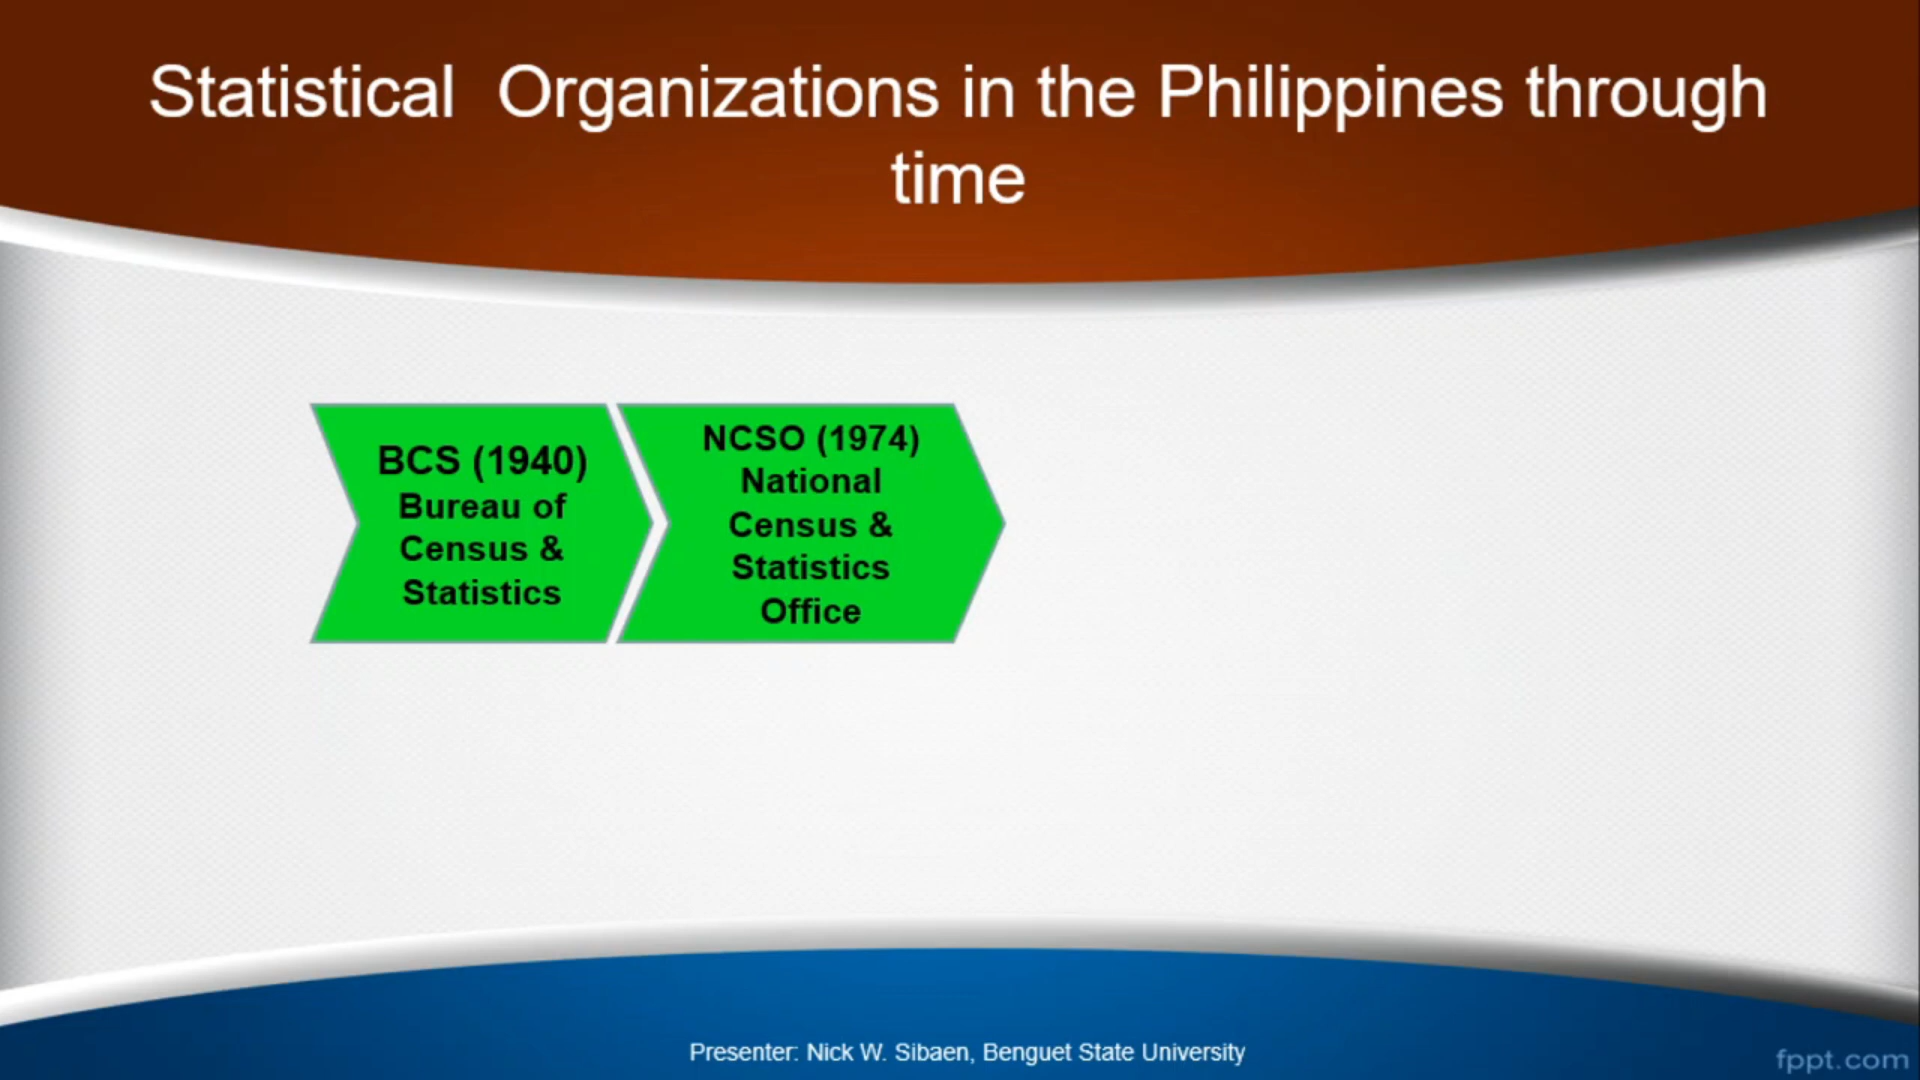 Statistical  Organizations in the Philippines through
time
BCS (1940)
Bureau of
Census &
Statistics
NCSO (1974)
National
Census &
Statistics
Office
Presenter: Nick W. Sibaen, Benguet State University
fppt.com